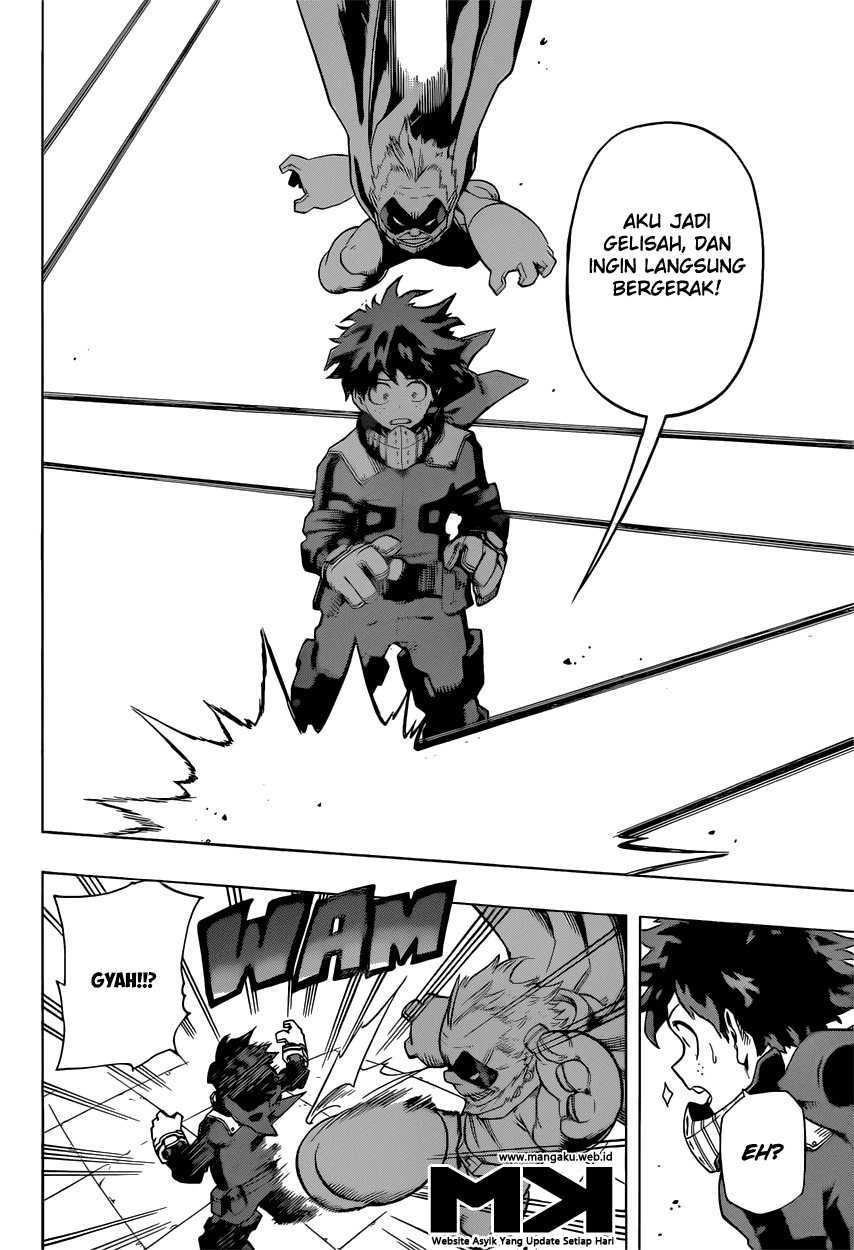 AKU JADI
GELISAH, DAN
INGIN LANGSUNG
BERGERAK!
EH?
WAM
GYAH!!?
www.mangaku.web.id
MK
Website Asyik Yang Update Setiap Hari